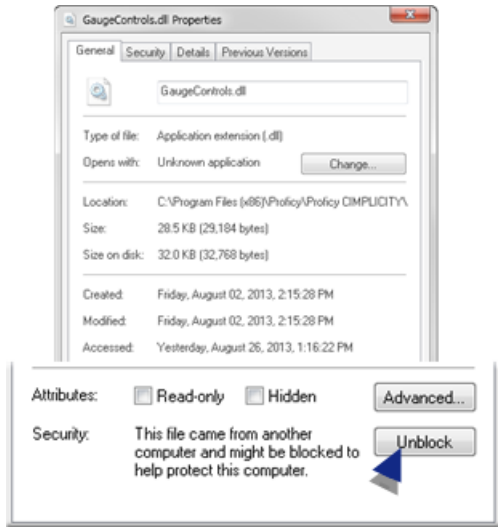 GaugeControls.dll Properties
General Security Details Previous Versions
GaugeControls.dll
Type of file: Application extension (.dll)
Opens with: Unknown application Change...
Location: C:\Program Files (x86)\Proficy\Proficy CIMPLICITY\
Size: 28.5 KB (29,184 bytes)
Size on disk: 32.0 KB (32,768 bytes)
Created: Friday, August 02, 2013, 2:15:28 PM
Modified: Friday, August 02, 2013, 2:15:28 PM
Accessed: Yesterday, August 26, 2013, 1:16:22 PM
Attributes: Read-only Hidden Advanced...
Security: This file came from another
computer and might be blocked to
help protect this computer.
Unblock